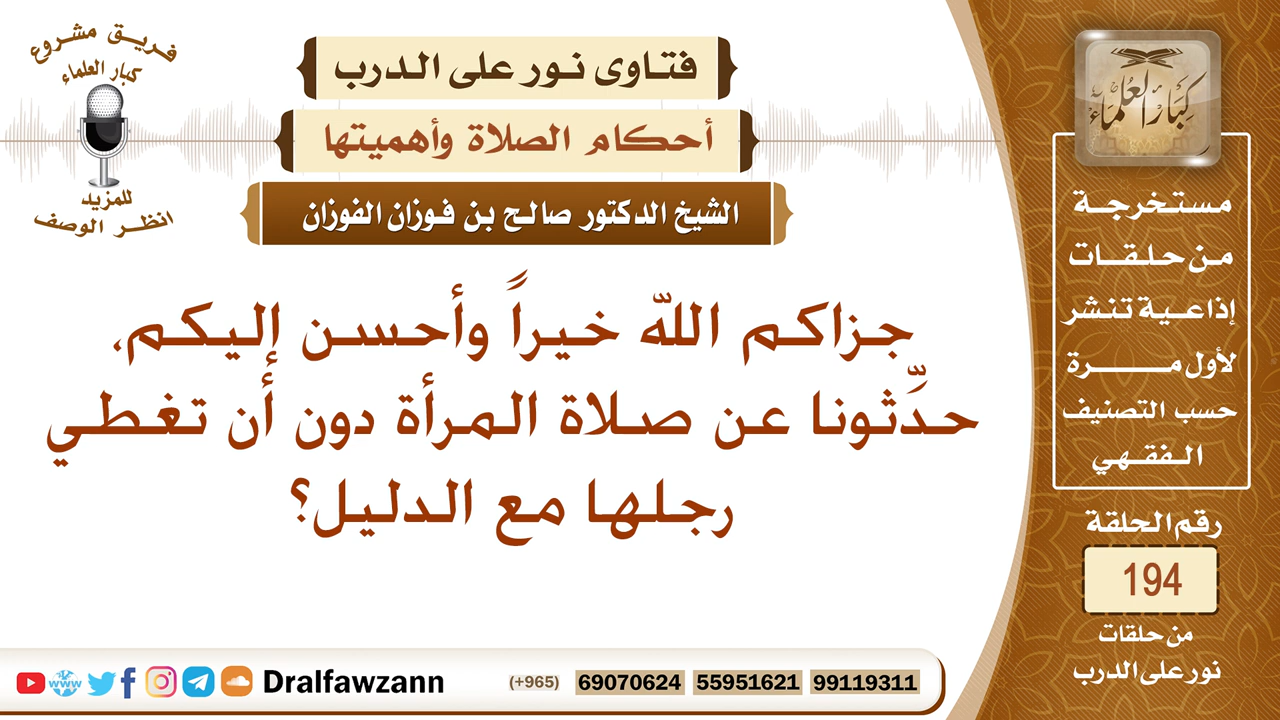 فريق مشروع
كبار العلماء
للمزيد
انظر الوصف
فتاوى نور على الدرب
أحكام الصلاة وأهميتها
الشيخ الدكتور صالح بن فوزان الفوزان
جزاكم الله خيراً وأحسن إليكم،
حدِّثونا عن صلاة المرأة دون أن تغطي
رجلها مع الدليل؟
كبار العلماء
مستخرجة
من حلقات
إذاعية تنشر
لأول مرة
حسب التصنيف
الفقهي
رقم الحلقة
194
من حلقات
نور على الدرب
www
Dralfawzann
(+965) 69070624 55951621 99119311